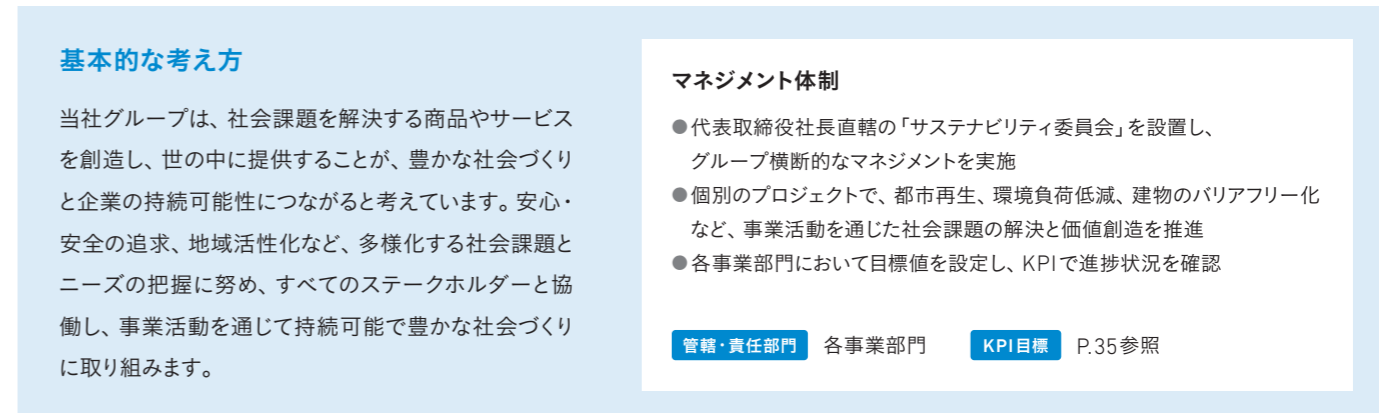 基本的な考え方
当社グループは、社会課題を解決する商品やサービス
を創造し、世の中に提供することが、豊かな社会づくり
と企業の持続可能性につながると考えています。安心・
安全の追求、地域活性化など、多様化する社会課題と
ニーズの把握に努め、すべてのステークホルダーと協
働し、事業活動を通じて持続可能で豊かな社会づくり
に取り組みます。
マネジメント体制
●代表取締役社長直轄の「サステナビリティ委員会」を設置し、
グループ横断的なマネジメントを実施
●個別のプロジェクトで、都市再生、環境負荷低減、建物のバリアフリー化
など、事業活動を通じた社会課題の解決と価値創造を推進
●各事業部門において目標値を設定し、KPIで進捗状況を確認
管轄・責任部門 各事業部門 KPI目標 P.35参照